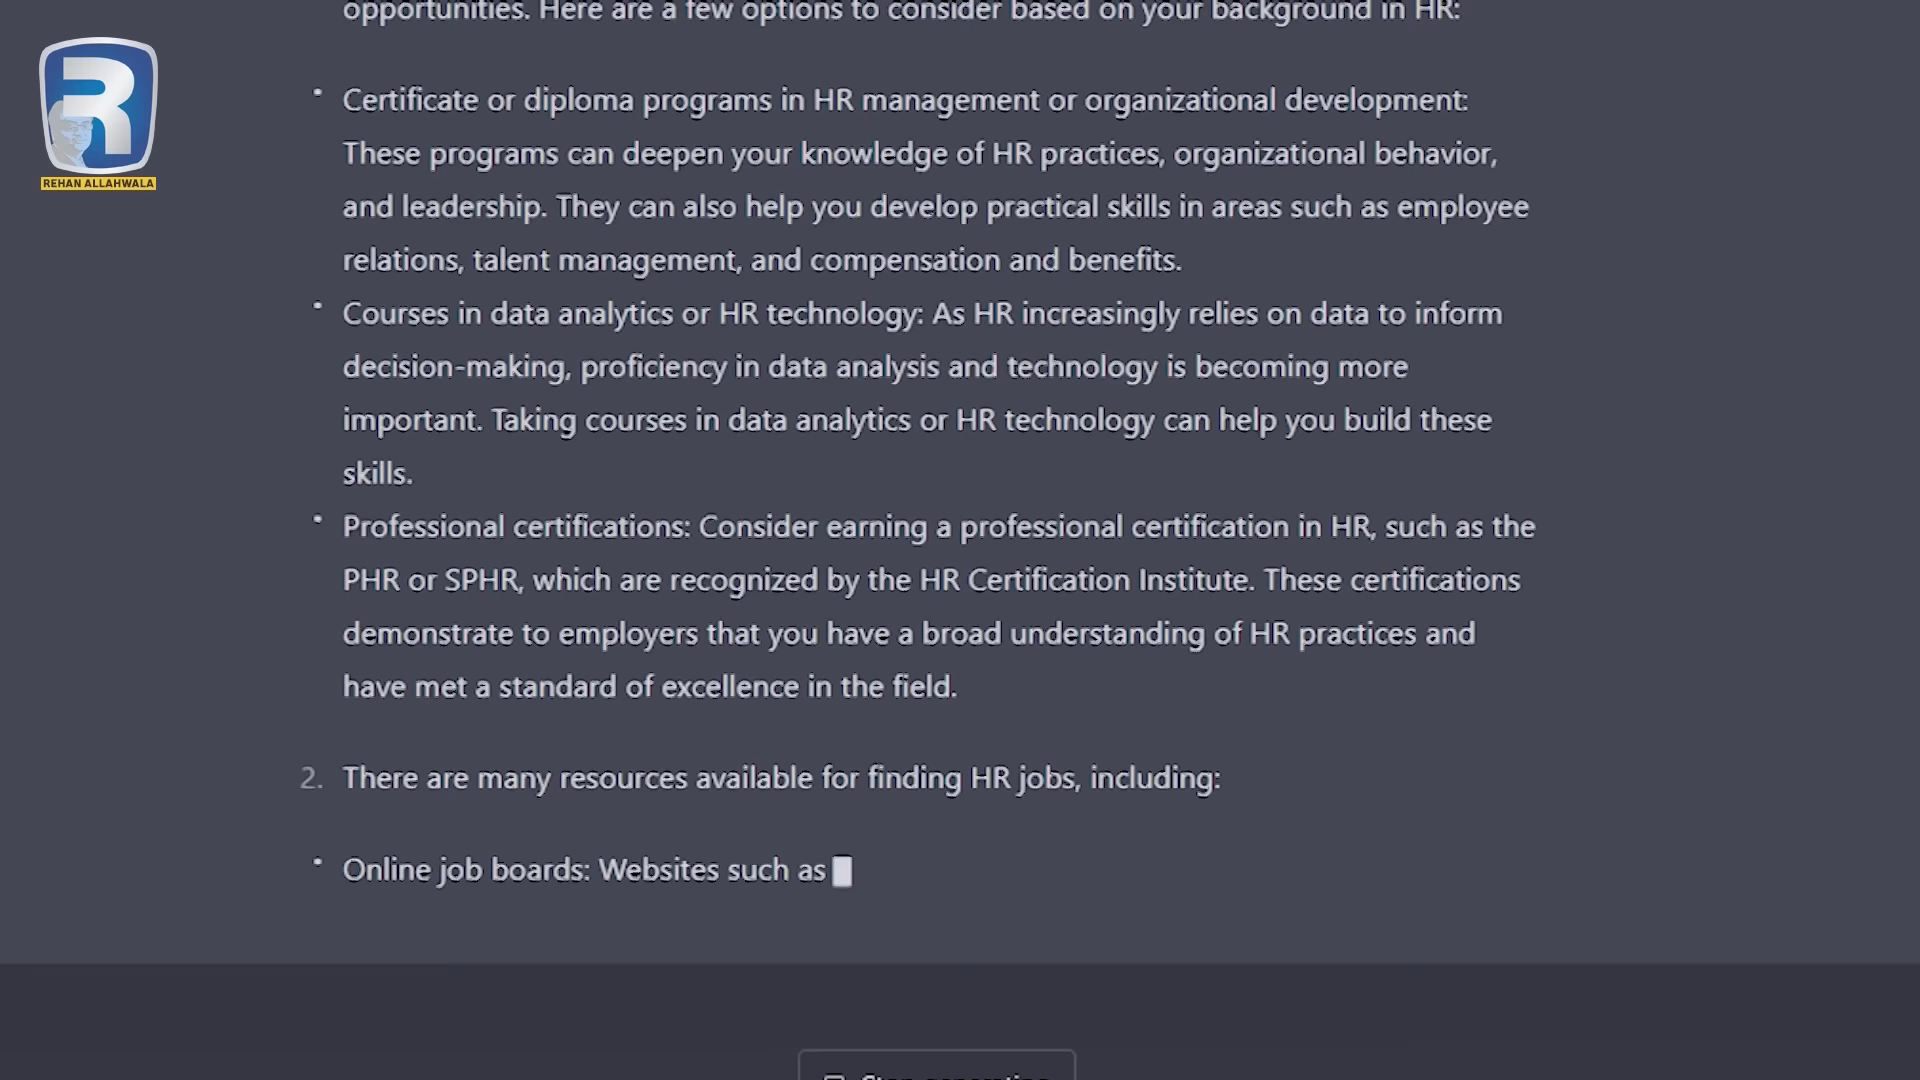 opportunities. Here are a few options to consider based on your background in HR:
REHAN ALLAHWALA
• Certificate or diploma programs in HR management or organizational development:
These programs can deepen your knowledge of HR practices, organizational behavior,
and leadership. They can also help you develop practical skills in areas such as employee
relations, talent management, and compensation and benefits.
• Courses in data analytics or HR technology: As HR increasingly relies on data to inform
decision-making, proficiency in data analysis and technology is becoming more
important. Taking courses in data analytics or HR technology can help you build these
skills.
• Professional certifications: Consider earning a professional certification in HR, such as the
PHR or SPHR, which are recognized by the HR Certification Institute. These certifications
demonstrate to employers that you have a broad understanding of HR practices and
have met a standard of excellence in the field.
2. There are many resources available for finding HR jobs, including:
• Online job boards: Websites such as